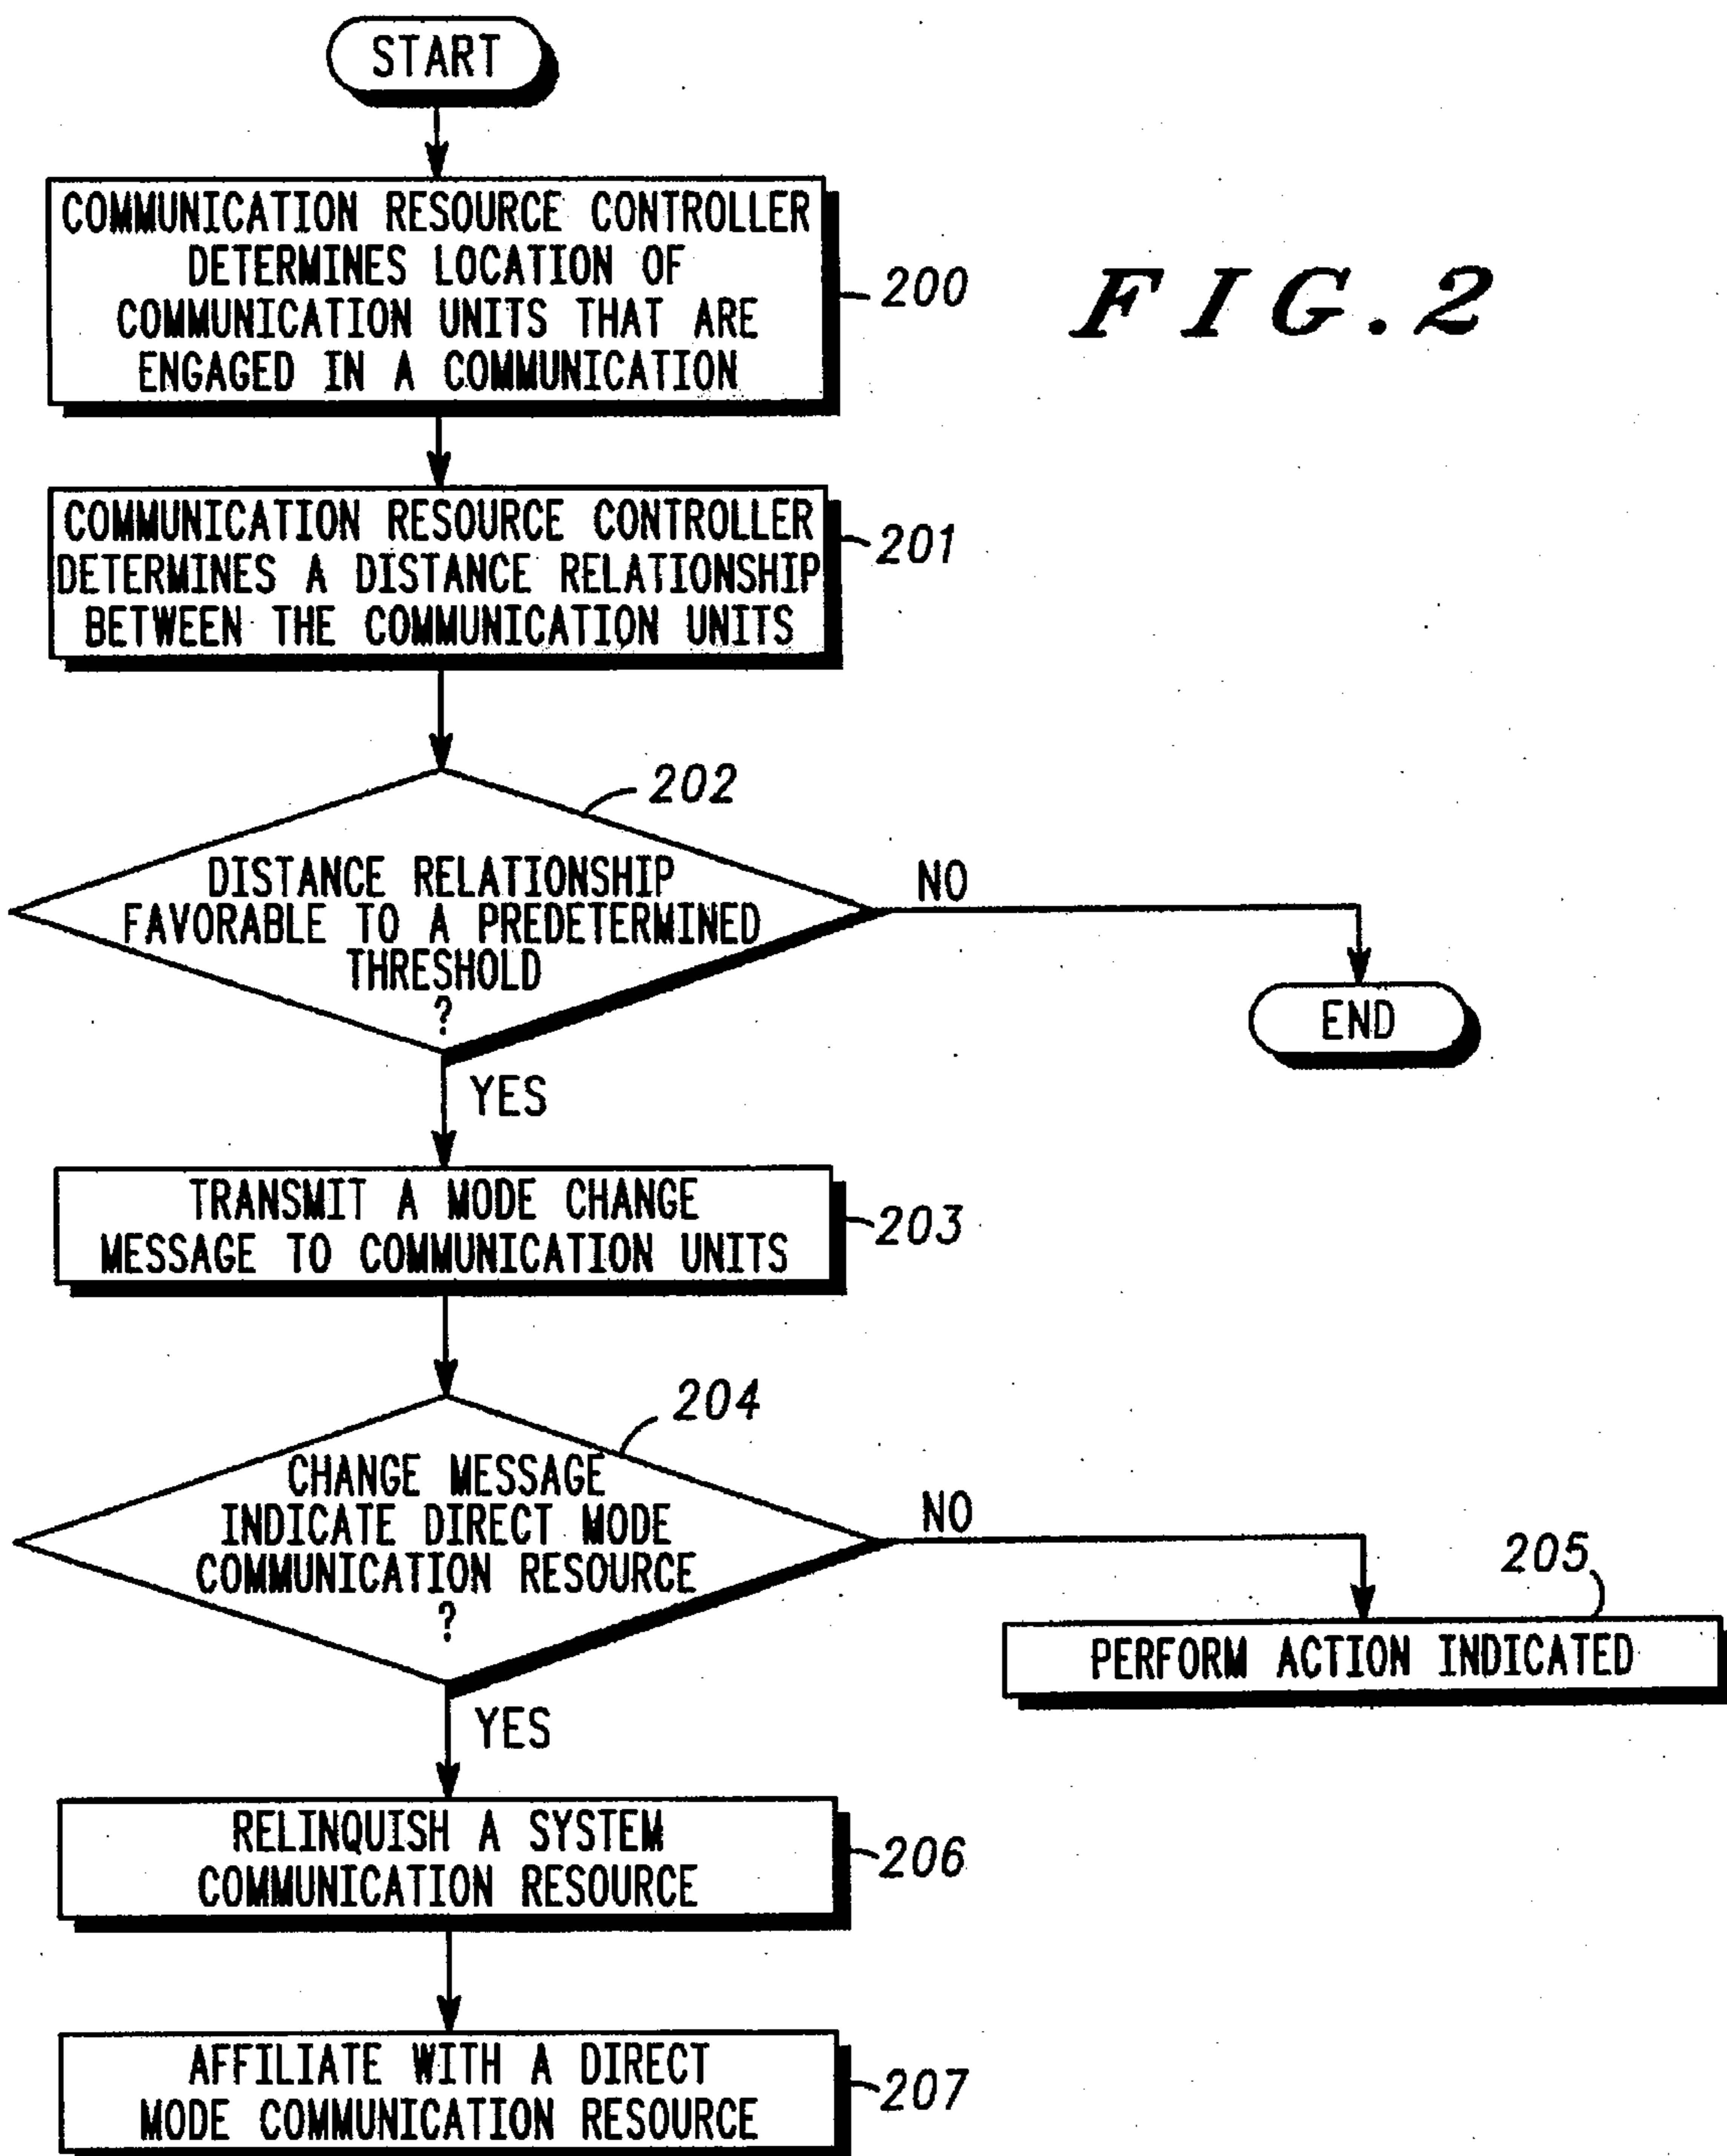 START
COMMUNICATION RESOURCE CONTROLLER
DETERMINES LOCATION OF
COMMUNICATION UNITS THAT ARE
ENGAGED IN A COMMUNICATION
200
FIG.2
COMMUNICATION RESOURCE CONTROLLER
DETERMINES A DISTANCE RELATIONSHIP
BETWEEN THE COMMUNICATION UNITS
201
202
DISTANCE RELATIONSHIP
FAVORABLE TO A PREDETERMINED
THRESHOLD
?
NO
END
YES
TRANSMIT A MODE CHANGE
MESSAGE TO COMMUNICATION UNITS
203
204
CHANGE MESSAGE
INDICATE DIRECT MODE
COMMUNICATION RESOURCE
?
NO
205
PERFORM ACTION INDICATED
YES
RELINQUISH A SYSTEM
COMMUNICATION RESOURCE
206
AFFILIATE WITH A DIRECT
MODE COMMUNICATION RESOURCE
207